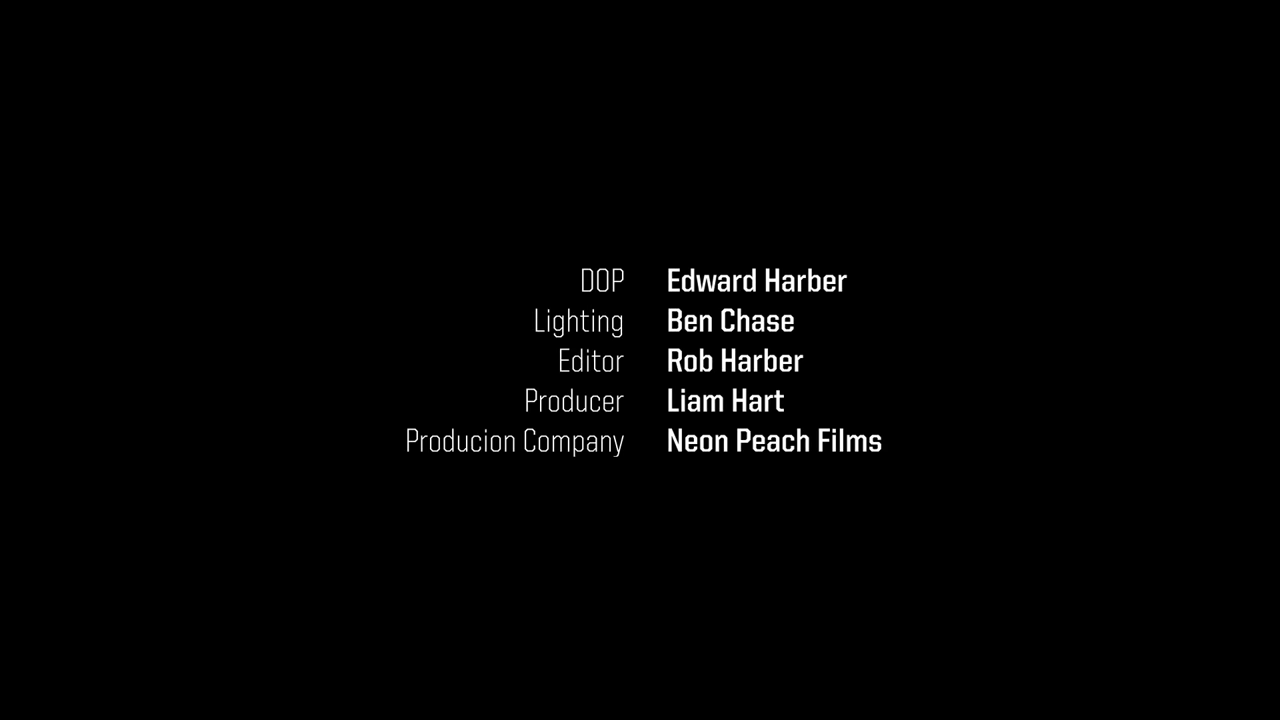 DOP Edward Harber
Lighting Ben Chase
Editor Rob Harber
Producer Liam Hart
Producion Company Neon Peach Films